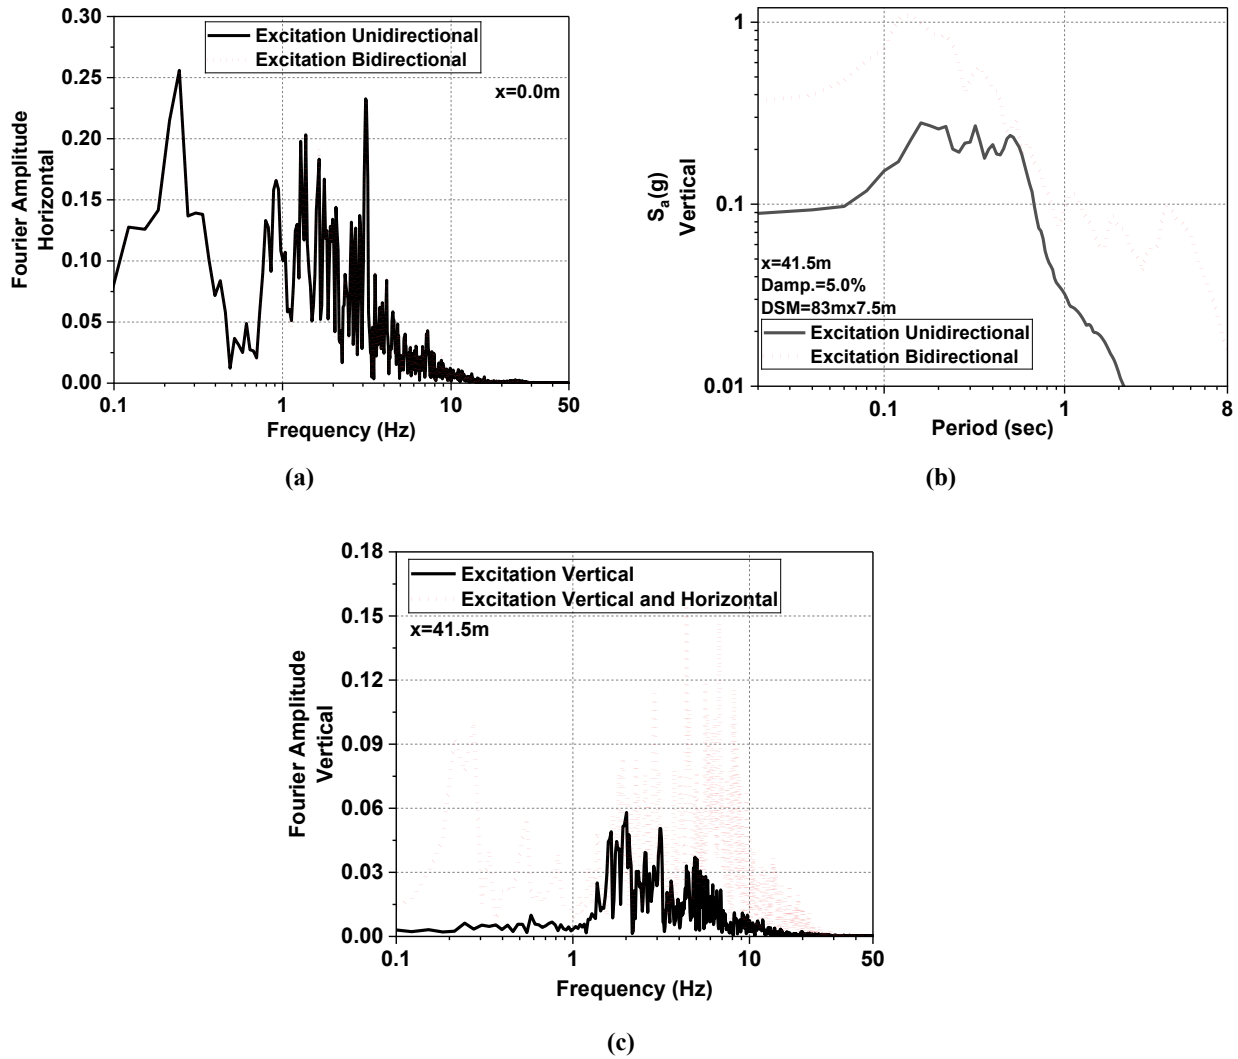 0.30
0.25
0.20
0.15
0.10
0.05
0.00
Fourier Amplitude
Horizontal
Excitation Unidirectional
Excitation Bidirectional
x=0.0m
0.1
1
10
50
Frequency (Hz)
(a)
1
0.1
0.01
Sa(g)
Vertical
x=41.5m
Damp.=5.0%
DSM=83mx7.5m
Excitation Unidirectional
Excitation Bidirectional
0.1
1
8
Period (sec)
(b)
0.18
0.15
0.12
0.09
0.06
0.03
0.00
Fourier Amplitude
Vertical
Excitation Vertical
Excitation Vertical and Horizontal
x=41.5m
0.1
1
10
50
Frequency (Hz)
(c)